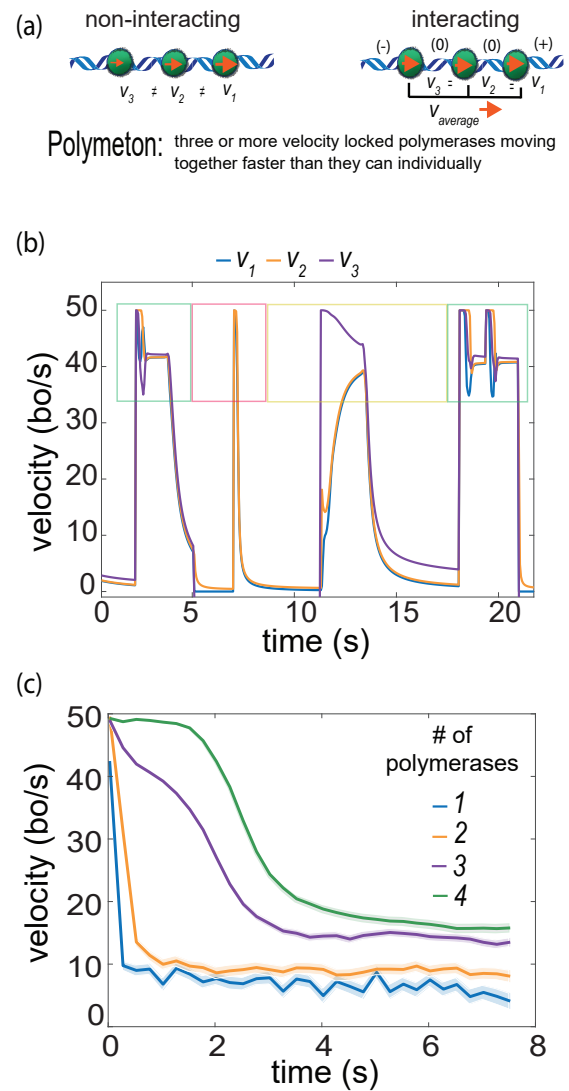 (a)
non-interacting
interacting
(-) (0) (0) (+)
V3 ≠ V2 ≠ V1
V3 = V2 = V1
Vaverage
Polymeton: three or more velocity locked polymerases moving
together faster than they can individually
(b)
V1 V2 V3
velocity (bo/s)
50
40
30
20
10
0
0 5 10 15 20
time (s)
(c)
velocity (bo/s)
50
40
30
20
10
0
# of
polymerases
1
2
3
4
0 2 4 6 8
time (s)